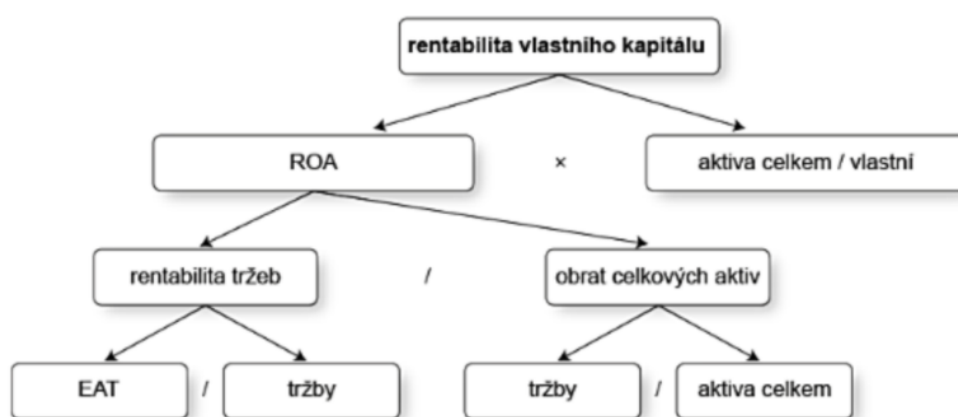 rentabilita vlastního kapitálu
ROA × aktiva celkem / vlastní
rentabilita tržeb / obrat celkových aktiv
EAT / tržby tržby / aktiva celkem